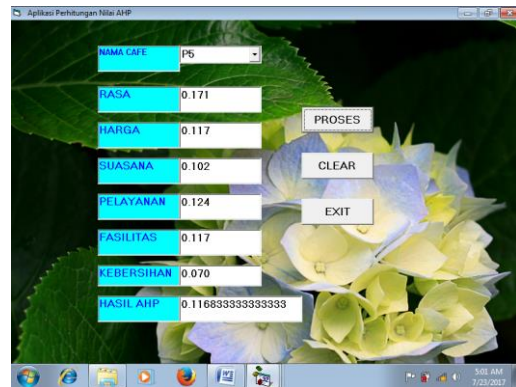 Aplikasi Perhitungan Nilai AHP
NAMA CAFE P5
RASA 0.171
HARGA 0.117
SUASANA 0.102
PELAYANAN 0.124
FASILITAS 0.117
KEBERSIHAN 0.070
HASIL AHP 0.116833333333333
PROSES
CLEAR
EXIT
5:01 AM
7/23/2017